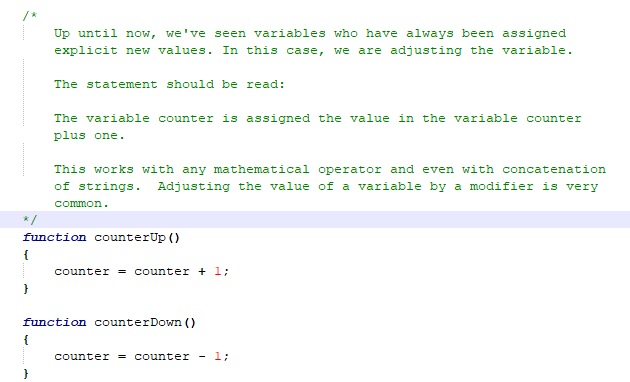 /*
Up until now, we've seen variables who have always been assigned
explicit new values. In this case, we are adjusting the variable.
The statement should be read:
The variable counter is assigned the value in the variable counter
plus one.
This works with any mathematical operator and even with concatenation
of strings.  Adjusting the value of a variable by a modifier is very
common.
*/
function counterUp()
{
counter = counter + 1;
}
function counterDown()
{
counter = counter - 1;
}